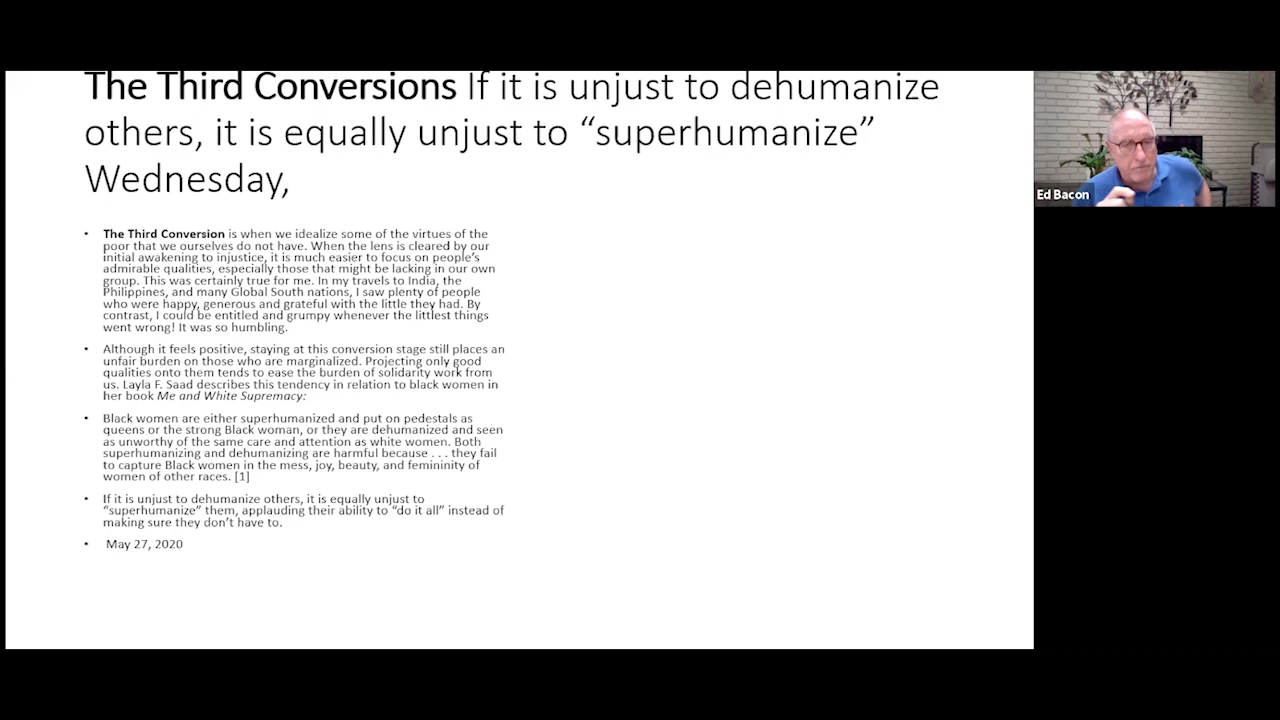 The Third Conversions If it is unjust to dehumanize
others, it is equally unjust to “superhumanize”
Wednesday,
• The Third Conversion is when we idealize some of the virtues of the
poor that we ourselves do not have. When the lens is cleared by our
initial awakening to injustice, it is much easier to focus on people’s
admirable qualities, especially those that might be lacking in our own
group. This was certainly true for me. In my travels to India, the
Philippines, and many Global South nations, I saw plenty of people
who were happy, generous and grateful with the little they had. By
contrast, I could be entitled and grumpy whenever the littlest things
went wrong! It was so humbling.
• Although it feels positive, staying at this conversion stage still places an
unfair burden on those who are marginalized. Projecting only good
qualities onto them tends to ease the burden of solidarity work from
us. Layla F. Saad describes this tendency in relation to black women in
her book Me and White Supremacy:
• Black women are either superhumanized and put on pedestals as
queens or the strong Black woman, or they are dehumanized and seen
as unworthy of the same care and attention as white women. Both
superhumanizing and dehumanizing are harmful because . . . they fail
to capture Black women in the mess, joy, beauty, and femininity of
women of other races. [1]
• If it is unjust to dehumanize others, it is equally unjust to
“superhumanize” them, applauding their ability to “do it all” instead of
making sure they don’t have to.
• May 27, 2020
Ed Bacon